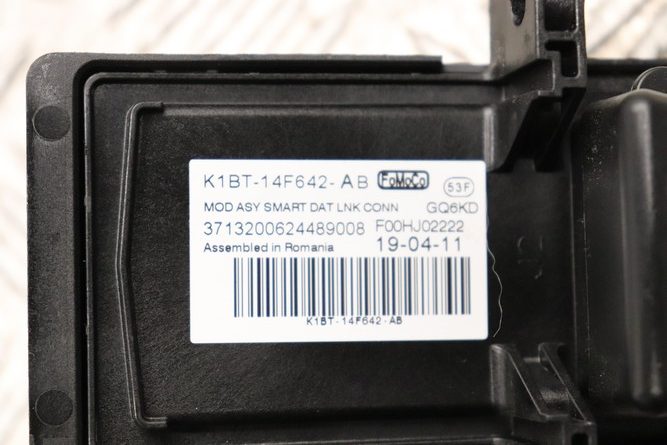 K1BT-14F642-AB FoMoCo 53F
MOD ASY SMART DAT LNK CONN GQ6KD
3713200624489008 F00HJ02222
Assembled in Romania 19-04-11
K1BT-14F642-AB